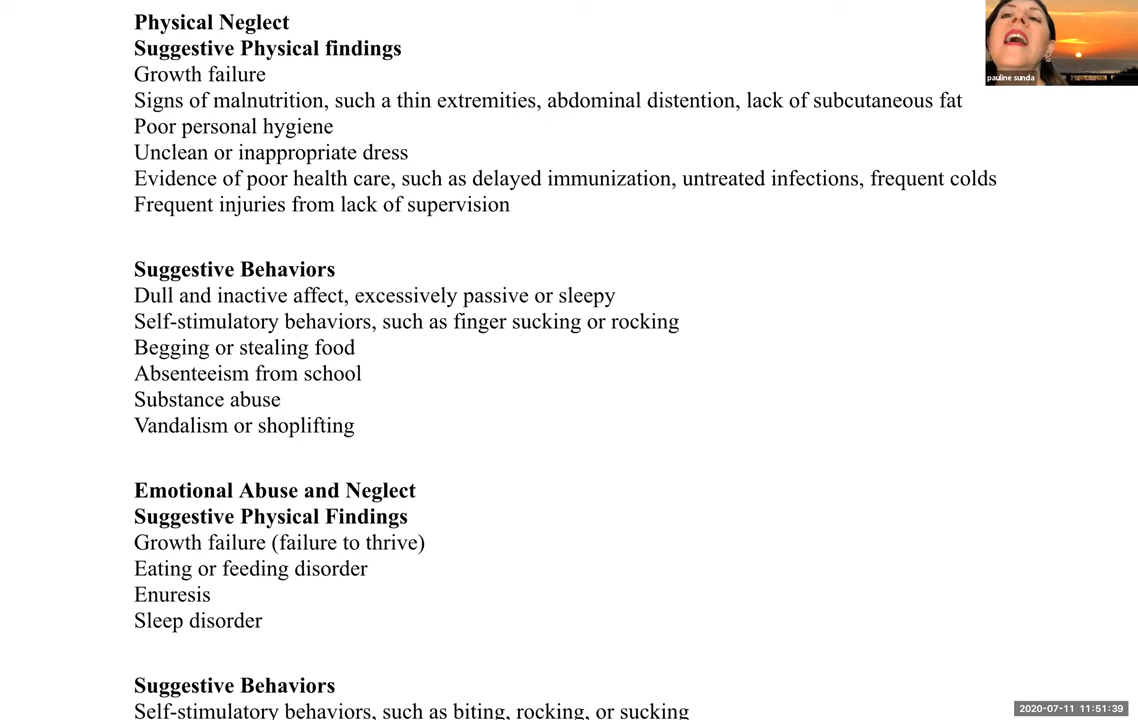 Physical Neglect
Suggestive Physical findings
Growth failure
Signs of malnutrition, such a thin extremities, abdominal distention, lack of subcutaneous fat
Poor personal hygiene
Unclean or inappropriate dress
Evidence of poor health care, such as delayed immunization, untreated infections, frequent colds
Frequent injuries from lack of supervision
Suggestive Behaviors
Dull and inactive affect, excessively passive or sleepy
Self-stimulatory behaviors, such as finger sucking or rocking
Begging or stealing food
Absenteeism from school
Substance abuse
Vandalism or shoplifting
Emotional Abuse and Neglect
Suggestive Physical Findings
Growth failure (failure to thrive)
Eating or feeding disorder
Enuresis
Sleep disorder
Suggestive Behaviors
Self-stimulatory behaviors, such as biting, rocking, or sucking
pauline sunda
2020-07-11 11:51:39